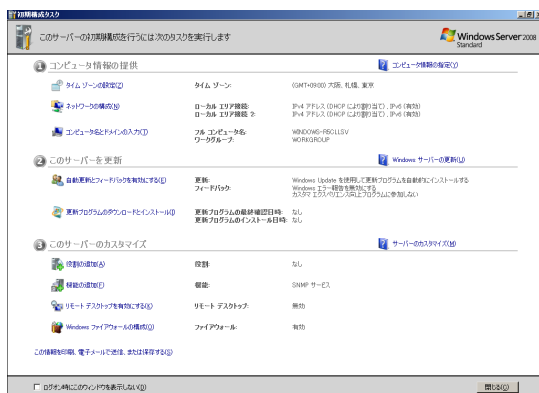 初期構成タスク
このサーバーの初期構成を行うには次のタスクを実行します
Windows Server 2008
Standard
1 コンピュータ情報の提供
コンピュータ情報の指定(Y)
タイム ゾーンの設定(Z)
タイム ゾーン:
(GMT+09:00) 大阪、札幌、東京
ネットワークの構成(N)
ローカル エリア接続:
IPv4 アドレス (DHCP により割り当て)、IPv6 (有効)
ローカル エリア接続 2:
IPv4 アドレス (DHCP により割り当て)、IPv6 (有効)
コンピュータ名とドメインの入力(I)
フル コンピュータ名:
WINDOWS-R6CLLSV
ワークグループ:
WORKGROUP
2 このサーバーを更新
Windows サーバーの更新(U)
自動更新とフィードバックを有効にする(E)
更新:
Windows Update を使用して更新プログラムを自動的にインストールする
フィードバック:
Windows エラー報告を無効にする
カスタマ エクスペリエンス向上プログラムに参加しない
更新プログラムのダウンロードとインストール(I)
更新プログラムの最終確認日時:
なし
更新プログラムのインストール日時:
なし
3 このサーバーのカスタマイズ
サーバーのカスタマイズ(M)
役割の追加(A)
役割:
なし
機能の追加(F)
機能:
SNMP サービス
リモート デスクトップを有効にする(K)
リモート デスクトップ:
無効
Windows ファイアウォールの構成(O)
ファイアウォール:
有効
この情報を印刷、電子メールで送信、または保存する(S)
ログオン時にこのウィンドウを表示しない(D)
閉じる(C)